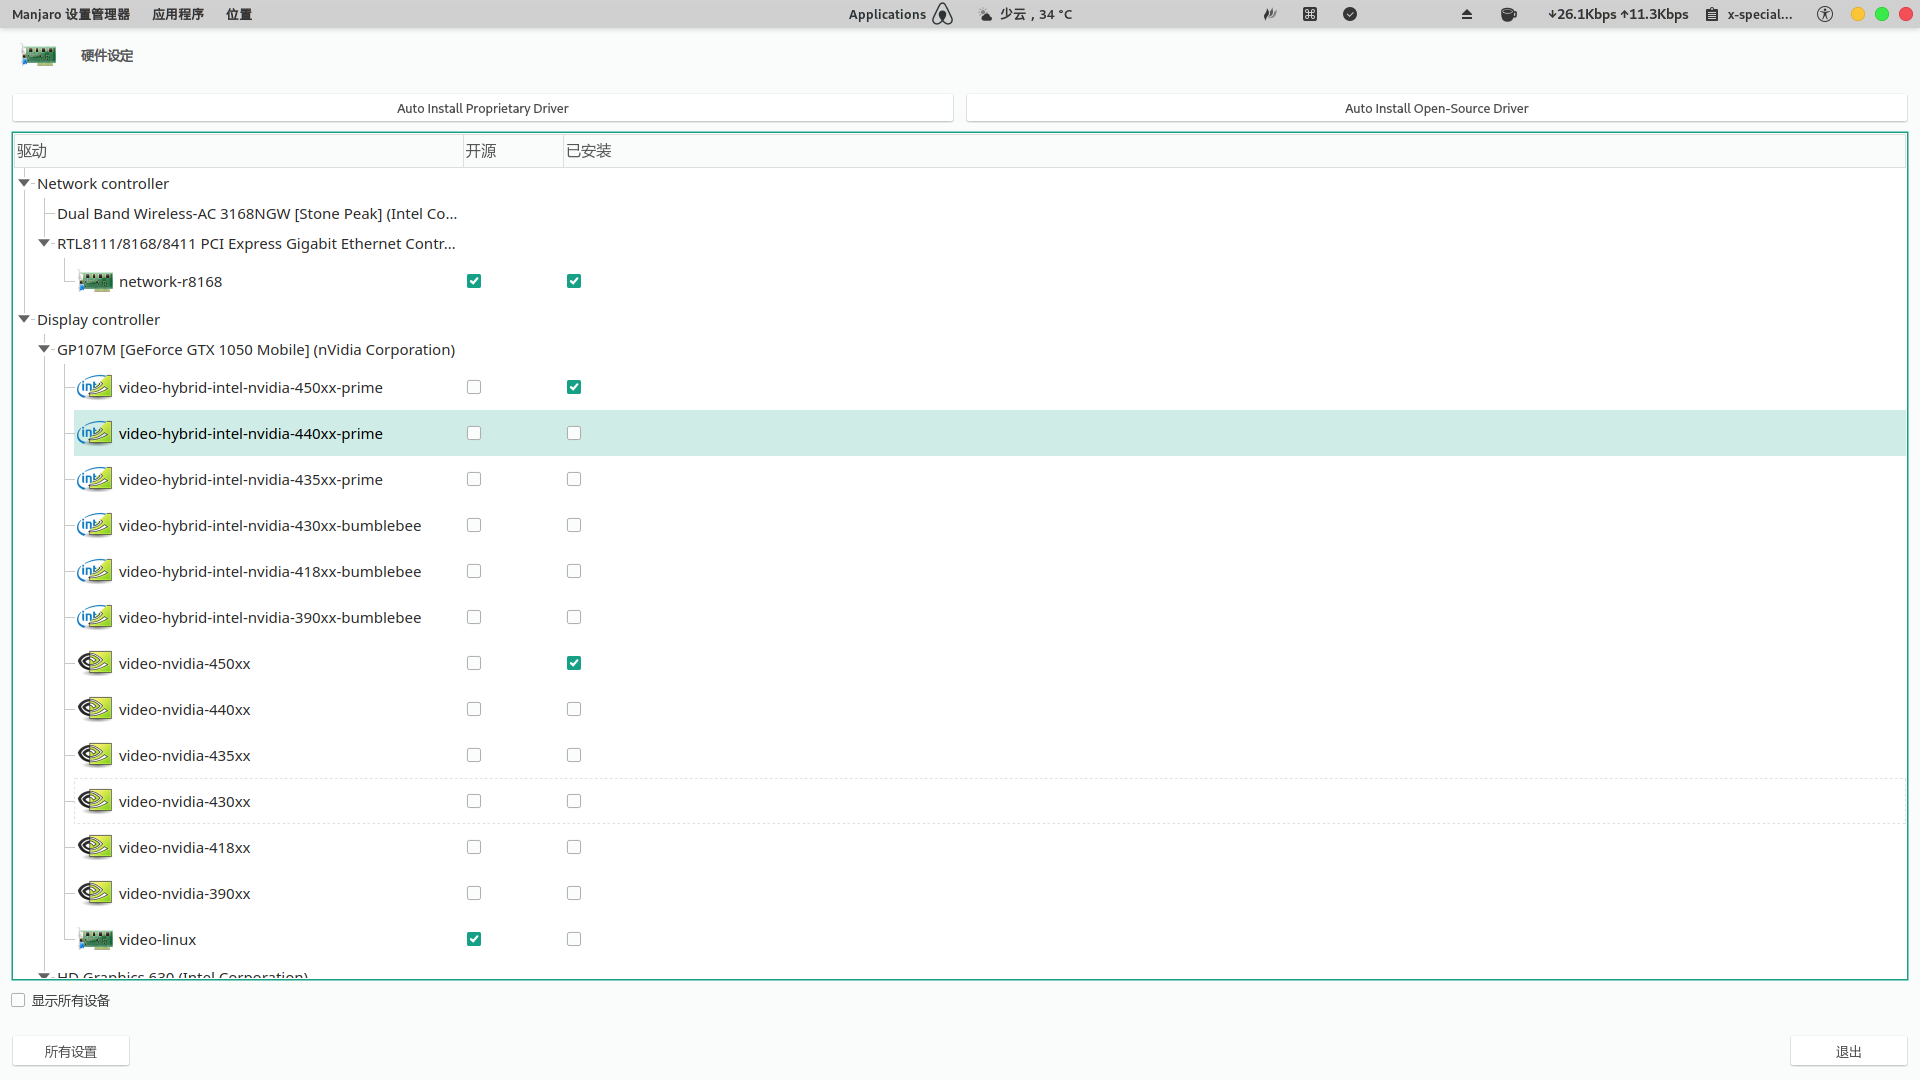 Manjaro 设置管理器 应用程序 位置 Applications 少云 , 34 °C ↓26.1Kbps ↑11.3Kbps x-special...
硬件设定
Auto Install Proprietary Driver Auto Install Open-Source Driver
驱动 开源 已安装
Network controller
Dual Band Wireless-AC 3168NGW [Stone Peak] (Intel Co...
RTL8111/8168/8411 PCI Express Gigabit Ethernet Contr...
network-r8168
Display controller
GP107M [GeForce GTX 1050 Mobile] (nVidia Corporation)
video-hybrid-intel-nvidia-450xx-prime
video-hybrid-intel-nvidia-440xx-prime
video-hybrid-intel-nvidia-435xx-prime
video-hybrid-intel-nvidia-430xx-bumblebee
video-hybrid-intel-nvidia-418xx-bumblebee
video-hybrid-intel-nvidia-390xx-bumblebee
video-nvidia-450xx
video-nvidia-440xx
video-nvidia-435xx
video-nvidia-430xx
video-nvidia-418xx
video-nvidia-390xx
video-linux
HD Graphics 630 (Intel Corporation)
显示所有设备
所有设置 退出